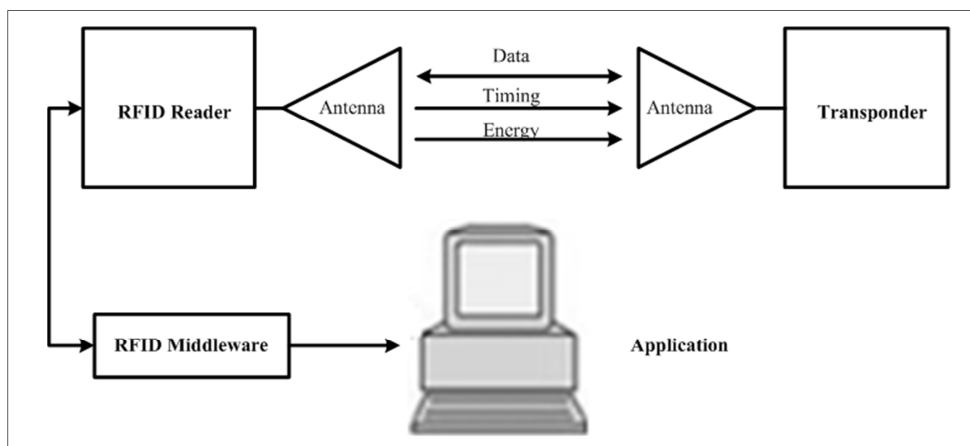 Data
RFID Reader
Antenna
Timing
Antenna
Transponder
Energy
RFID Middleware
Application